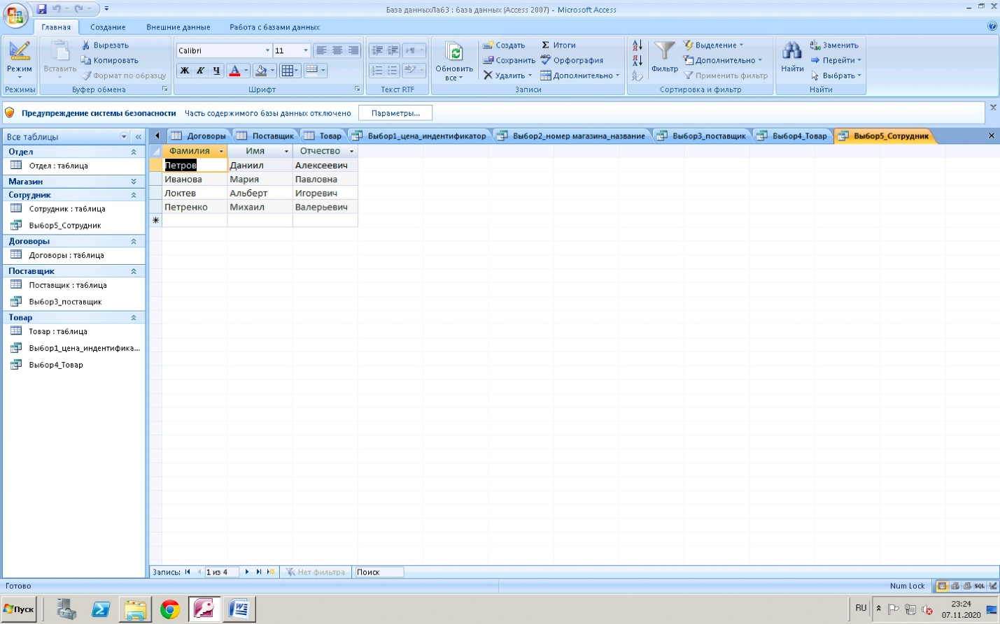 База данныхЛаб3 : база данных (Access 2007) - Microsoft Access
Главная Создание Внешние данные Работа с базами данных
Режим
Режимы
Вставить
Вырезать
Копировать
Формат по образцу
Буфер обмена
Calibri 11
Ж К Ч A
Шрифт
Текст RTF
Обновить
все
Создать
Сохранить
Удалить
Итоги
Орфография
Дополнительно
Записи
Фильтр
Выделение
Дополнительно
Применить фильтр
Сортировка и фильтр
Найти
Заменить
Перейти
Выбрать
Найти
Предупреждение системы безопасности Часть содержимого базы данных отключено Параметры...
Все таблицы
Отдел
Отдел : таблица
Магазин
Сотрудник
Сотрудник : таблица
Выбор5_Сотрудник
Договоры
Договоры : таблица
Поставщик
Поставщик : таблица
Выбор3_поставщик
Товар
Товар : таблица
Выбор1_цена_индентифика...
Выбор4_Товар
Договоры Поставщик Товар Выбор1_цена_индентификатор Выбор2_номер магазина_название Выбор3_поставщик Выбор4_Товар Выбор5_Сотрудник
Фамилия Имя Отчество
Петров Даниил Алексеевич
Иванова Мария Павловна
Локтев Альберт Игоревич
Петренко Михаил Валерьевич
Запись: 1 из 4 Нет фильтра Поиск
Готово Num Lock SQL
Пуск RU 23:24
07.11.2020